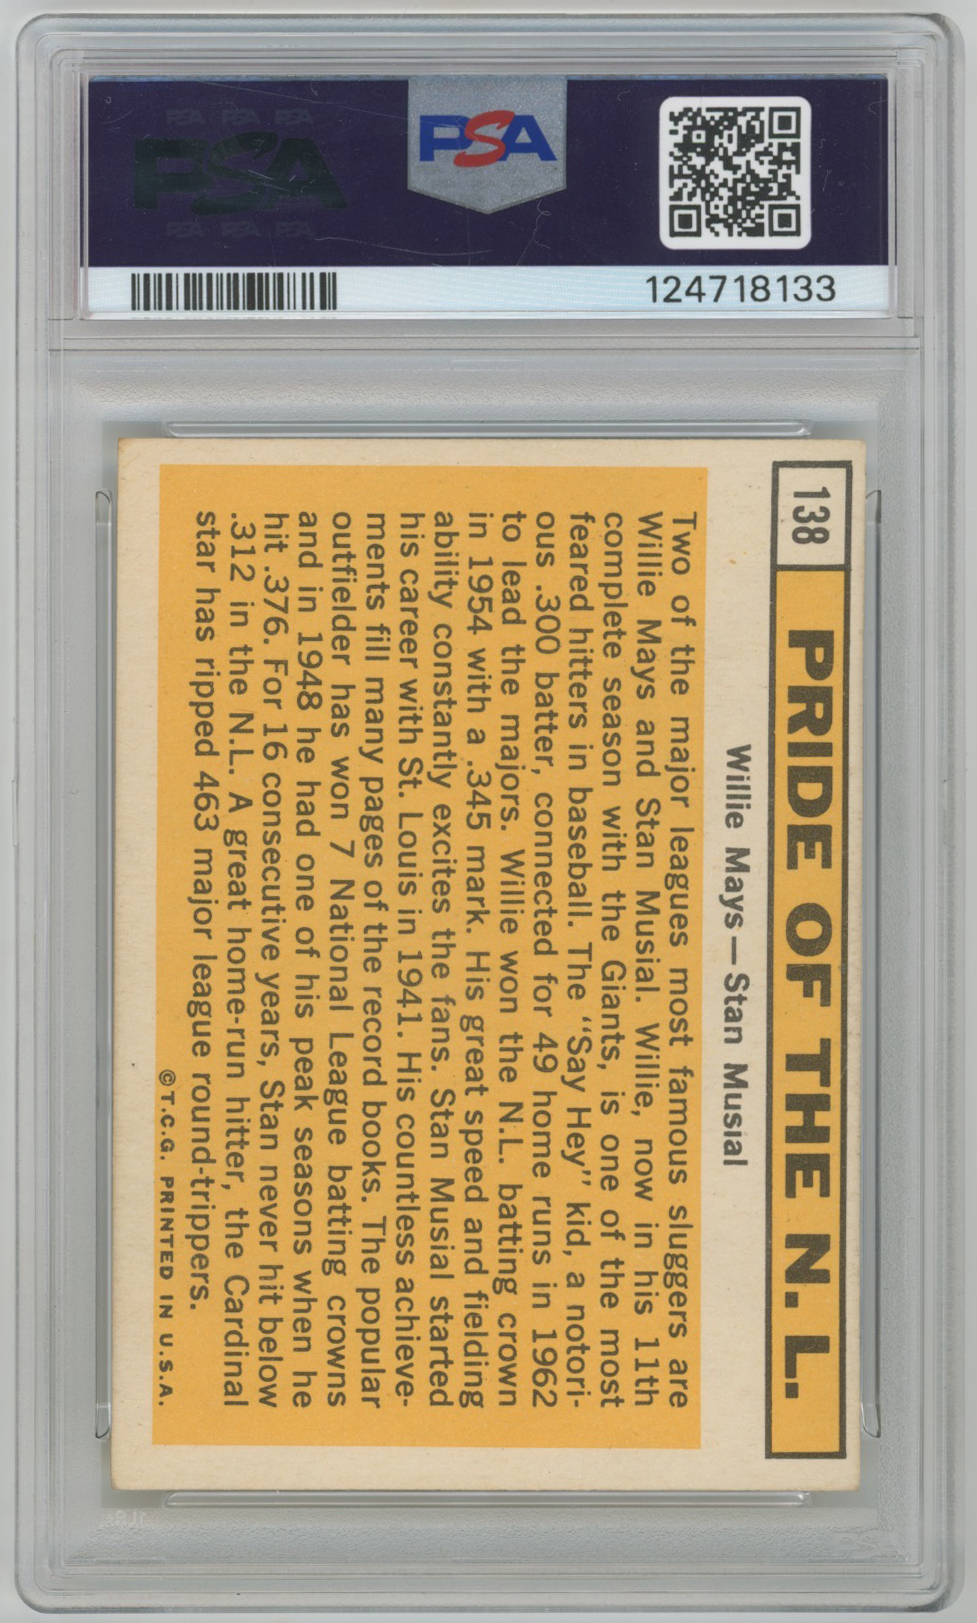 PSA PSA PSA
PSA
PSA PSA PSA
PSA
124718133
138
PRIDE OF THE N. L.
Willie Mays—Stan Musial
Two of the major leagues most famous sluggers are
Willie Mays and Stan Musial. Willie, now in his 11th
complete season with the Giants, is one of the most
feared hitters in baseball. The "Say Hey" kid, a notori-
ous .300 batter, connected for 49 home runs in 1962
to lead the majors. Willie won the N.L. batting crown
in 1954 with a .345 mark. His great speed and fielding
ability constantly excites the fans. Stan Musial started
his career with St. Louis in 1941. His countless achieve-
ments fill many pages of the record books. The popular
outfielder has won 7 National League batting crowns
and in 1948 he had one of his peak seasons when he
hit .376. For 16 consecutive years, Stan never hit below
.312 in the N.L. A great home-run hitter, the Cardinal
star has ripped 463 major league round-trippers.
© T.C.G. PRINTED IN U.S.A.